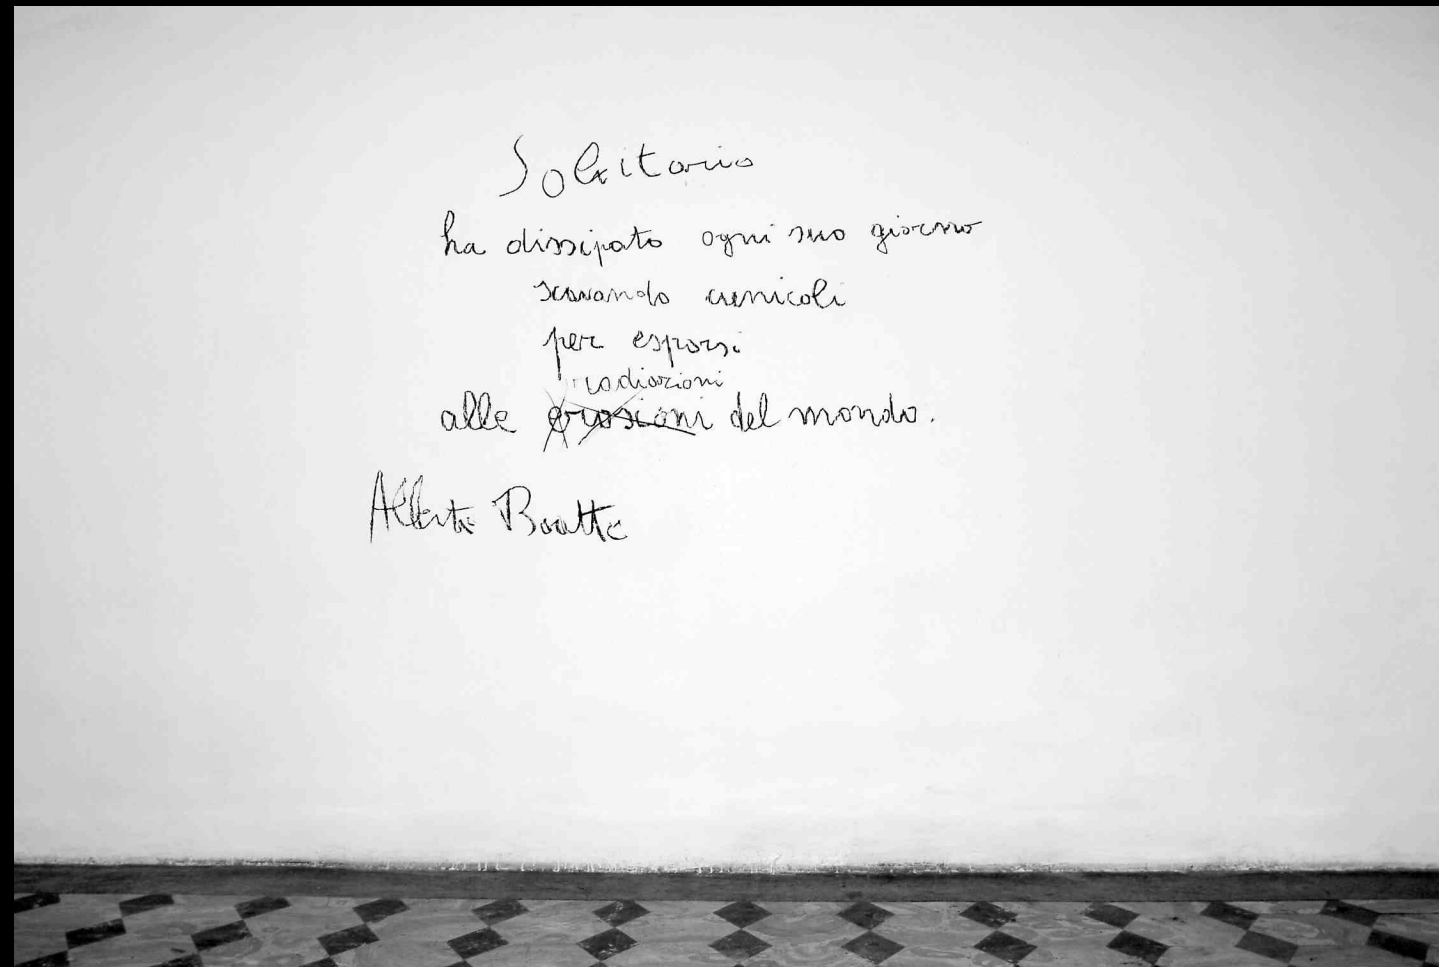 Solitario
ha dissipato ogni suo giorno
scavando cunicoli
per esporsi
radiazioni
alle erosioni del mondo.
Alberto Boatto